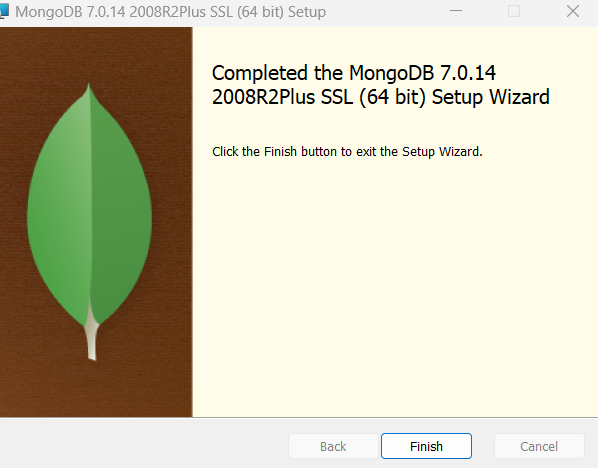 MongoDB 7.0.14 2008R2Plus SSL (64 bit) Setup
Completed the MongoDB 7.0.14
2008R2Plus SSL (64 bit) Setup Wizard
Click the Finish button to exit the Setup Wizard.
Back
Finish
Cancel